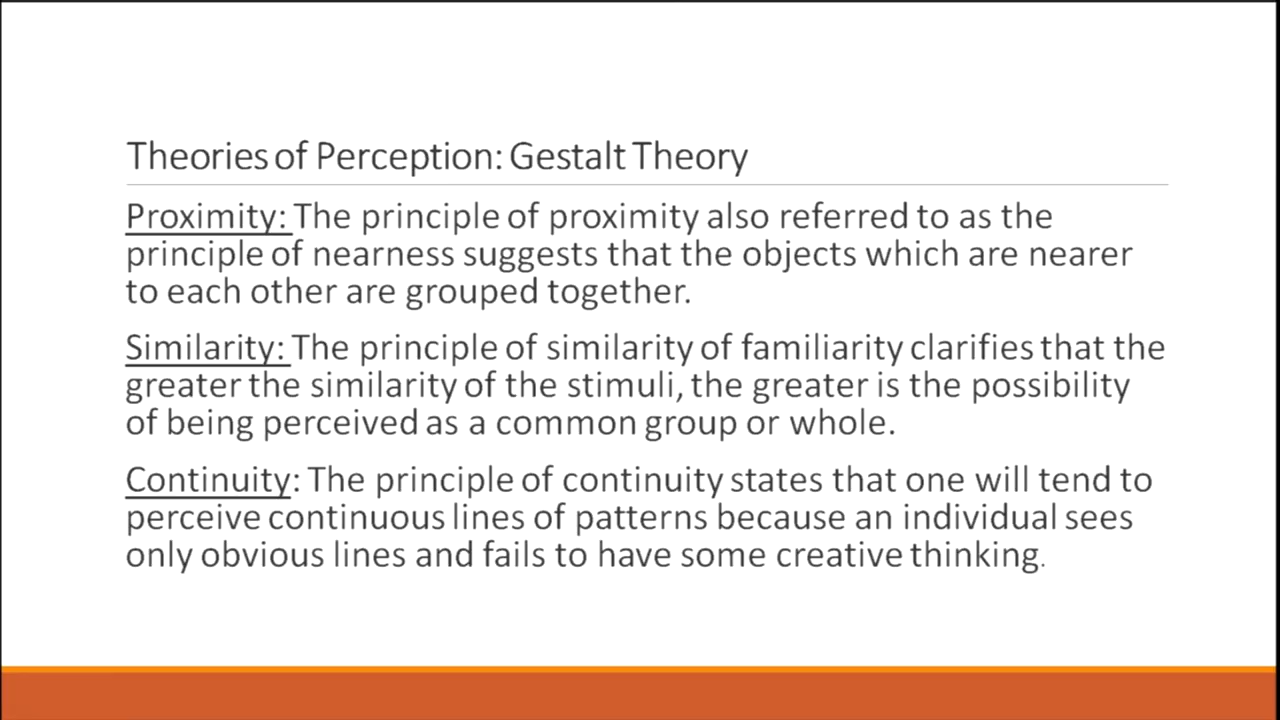 Theories of Perception: Gestalt Theory
Proximity: The principle of proximity also referred to as the
principle of nearness suggests that the objects which are nearer
to each other are grouped together.
Similarity: The principle of similarity of familiarity clarifies that the
greater the similarity of the stimuli, the greater is the possibility
of being perceived as a common group or whole.
Continuity: The principle of continuity states that one will tend to
perceive continuous lines of patterns because an individual sees
only obvious lines and fails to have some creative thinking.